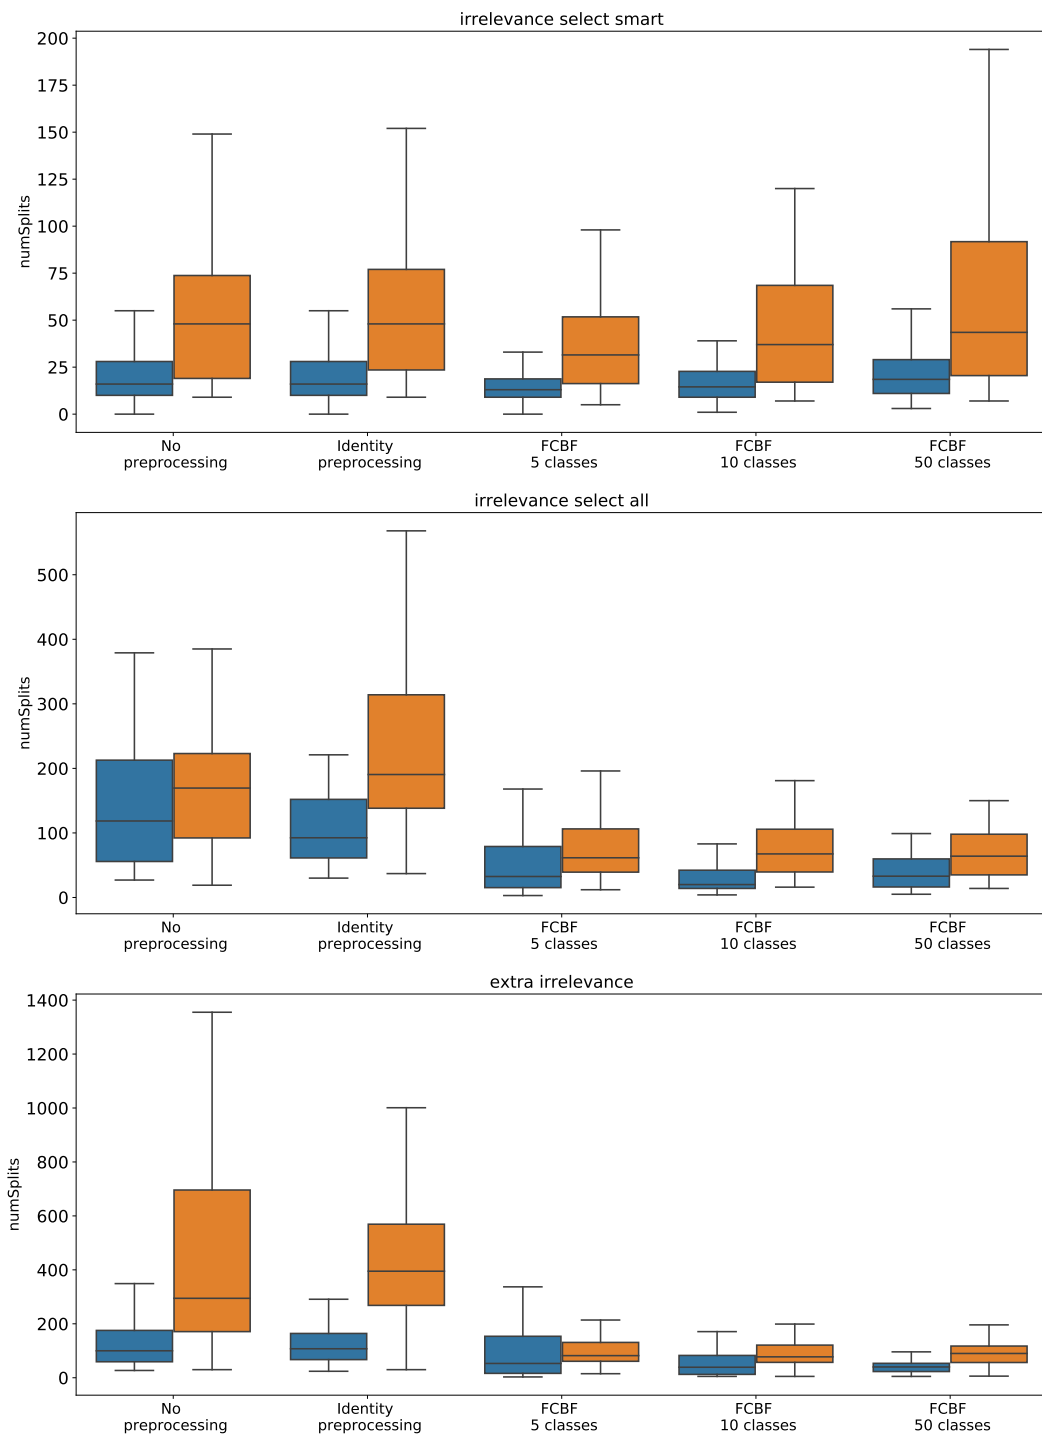 irrelevance select smart
numSplits
200
175
150
125
100
75
50
25
0
No preprocessing
Identity preprocessing
FCBF 5 classes
FCBF 10 classes
FCBF 50 classes
irrelevance select all
numSplits
500
400
300
200
100
0
No preprocessing
Identity preprocessing
FCBF 5 classes
FCBF 10 classes
FCBF 50 classes
extra irrelevance
numSplits
1400
1200
1000
800
600
400
200
0
No preprocessing
Identity preprocessing
FCBF 5 classes
FCBF 10 classes
FCBF 50 classes